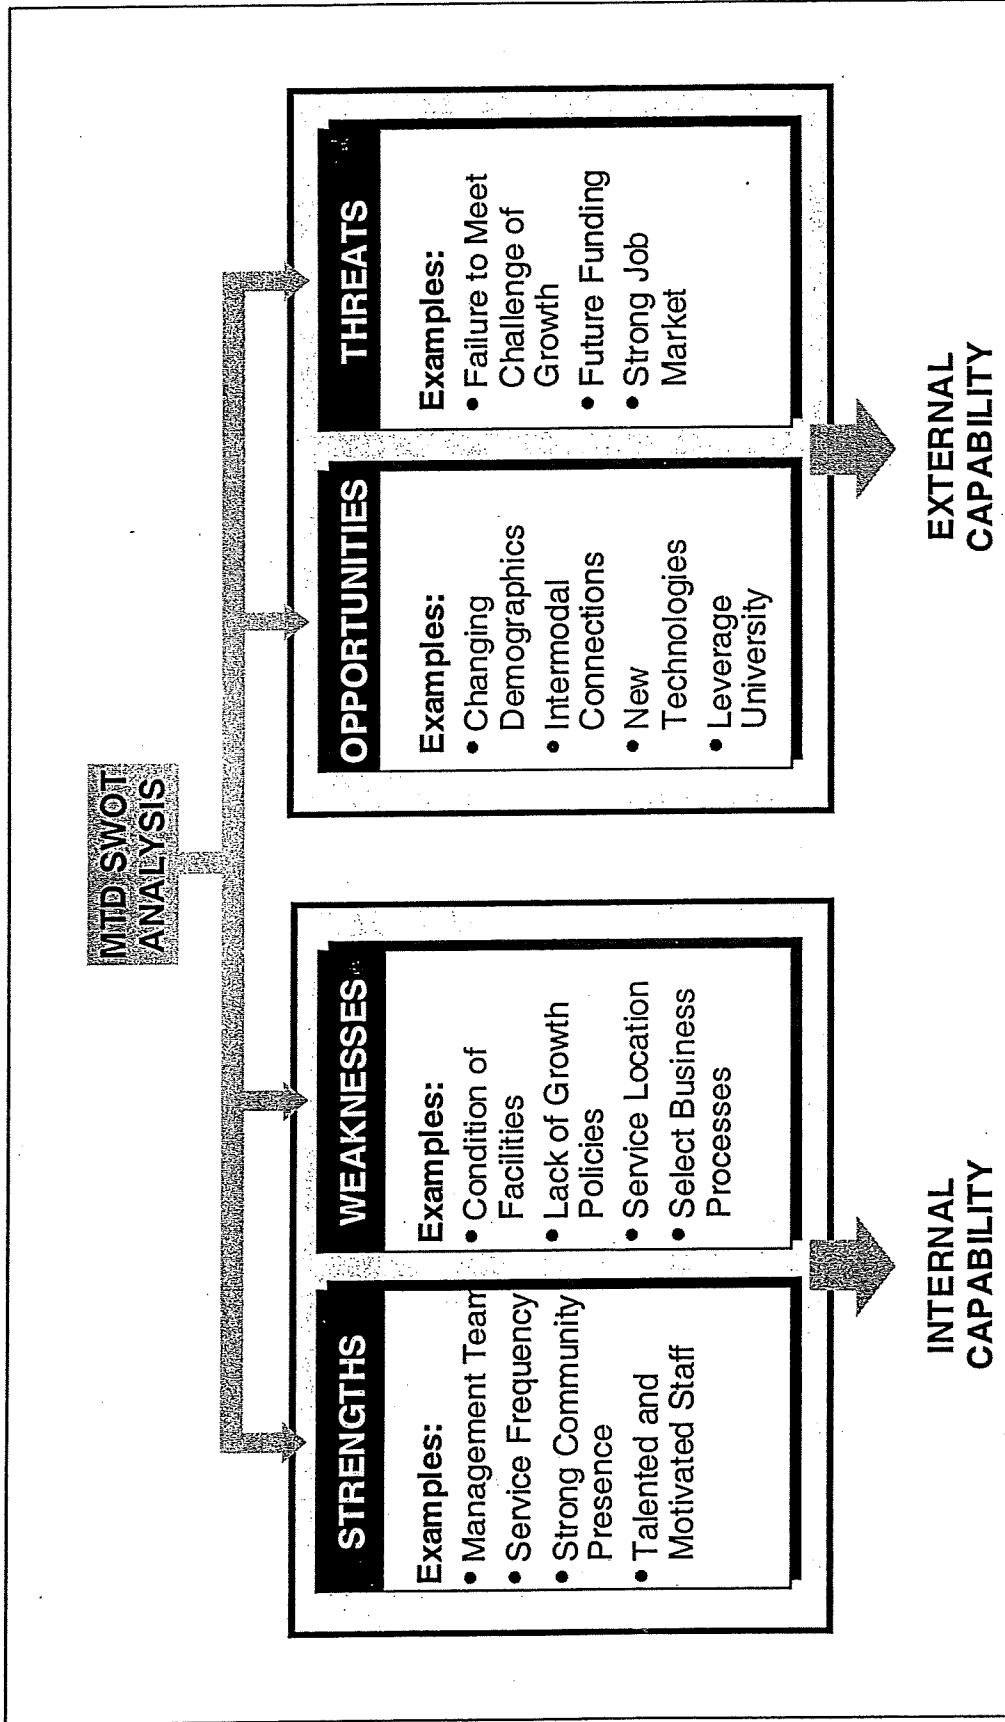 MTD SWOT
ANALYSIS
STRENGTHS
Examples:
• Management Team
• Service Frequency
• Strong Community
Presence
• Talented and
Motivated Staff
WEAKNESSES
Examples:
• Condition of
Facilities
• Lack of Growth
Policies
• Service Location
• Select Business
Processes
OPPORTUNITIES
Examples:
• Changing
Demographics
• Intermodal
Connections
• New
Technologies
• Leverage
University
THREATS
Examples:
• Failure to Meet
Challenge of
Growth
• Future Funding
• Strong Job
Market
INTERNAL
CAPABILITY
EXTERNAL
CAPABILITY